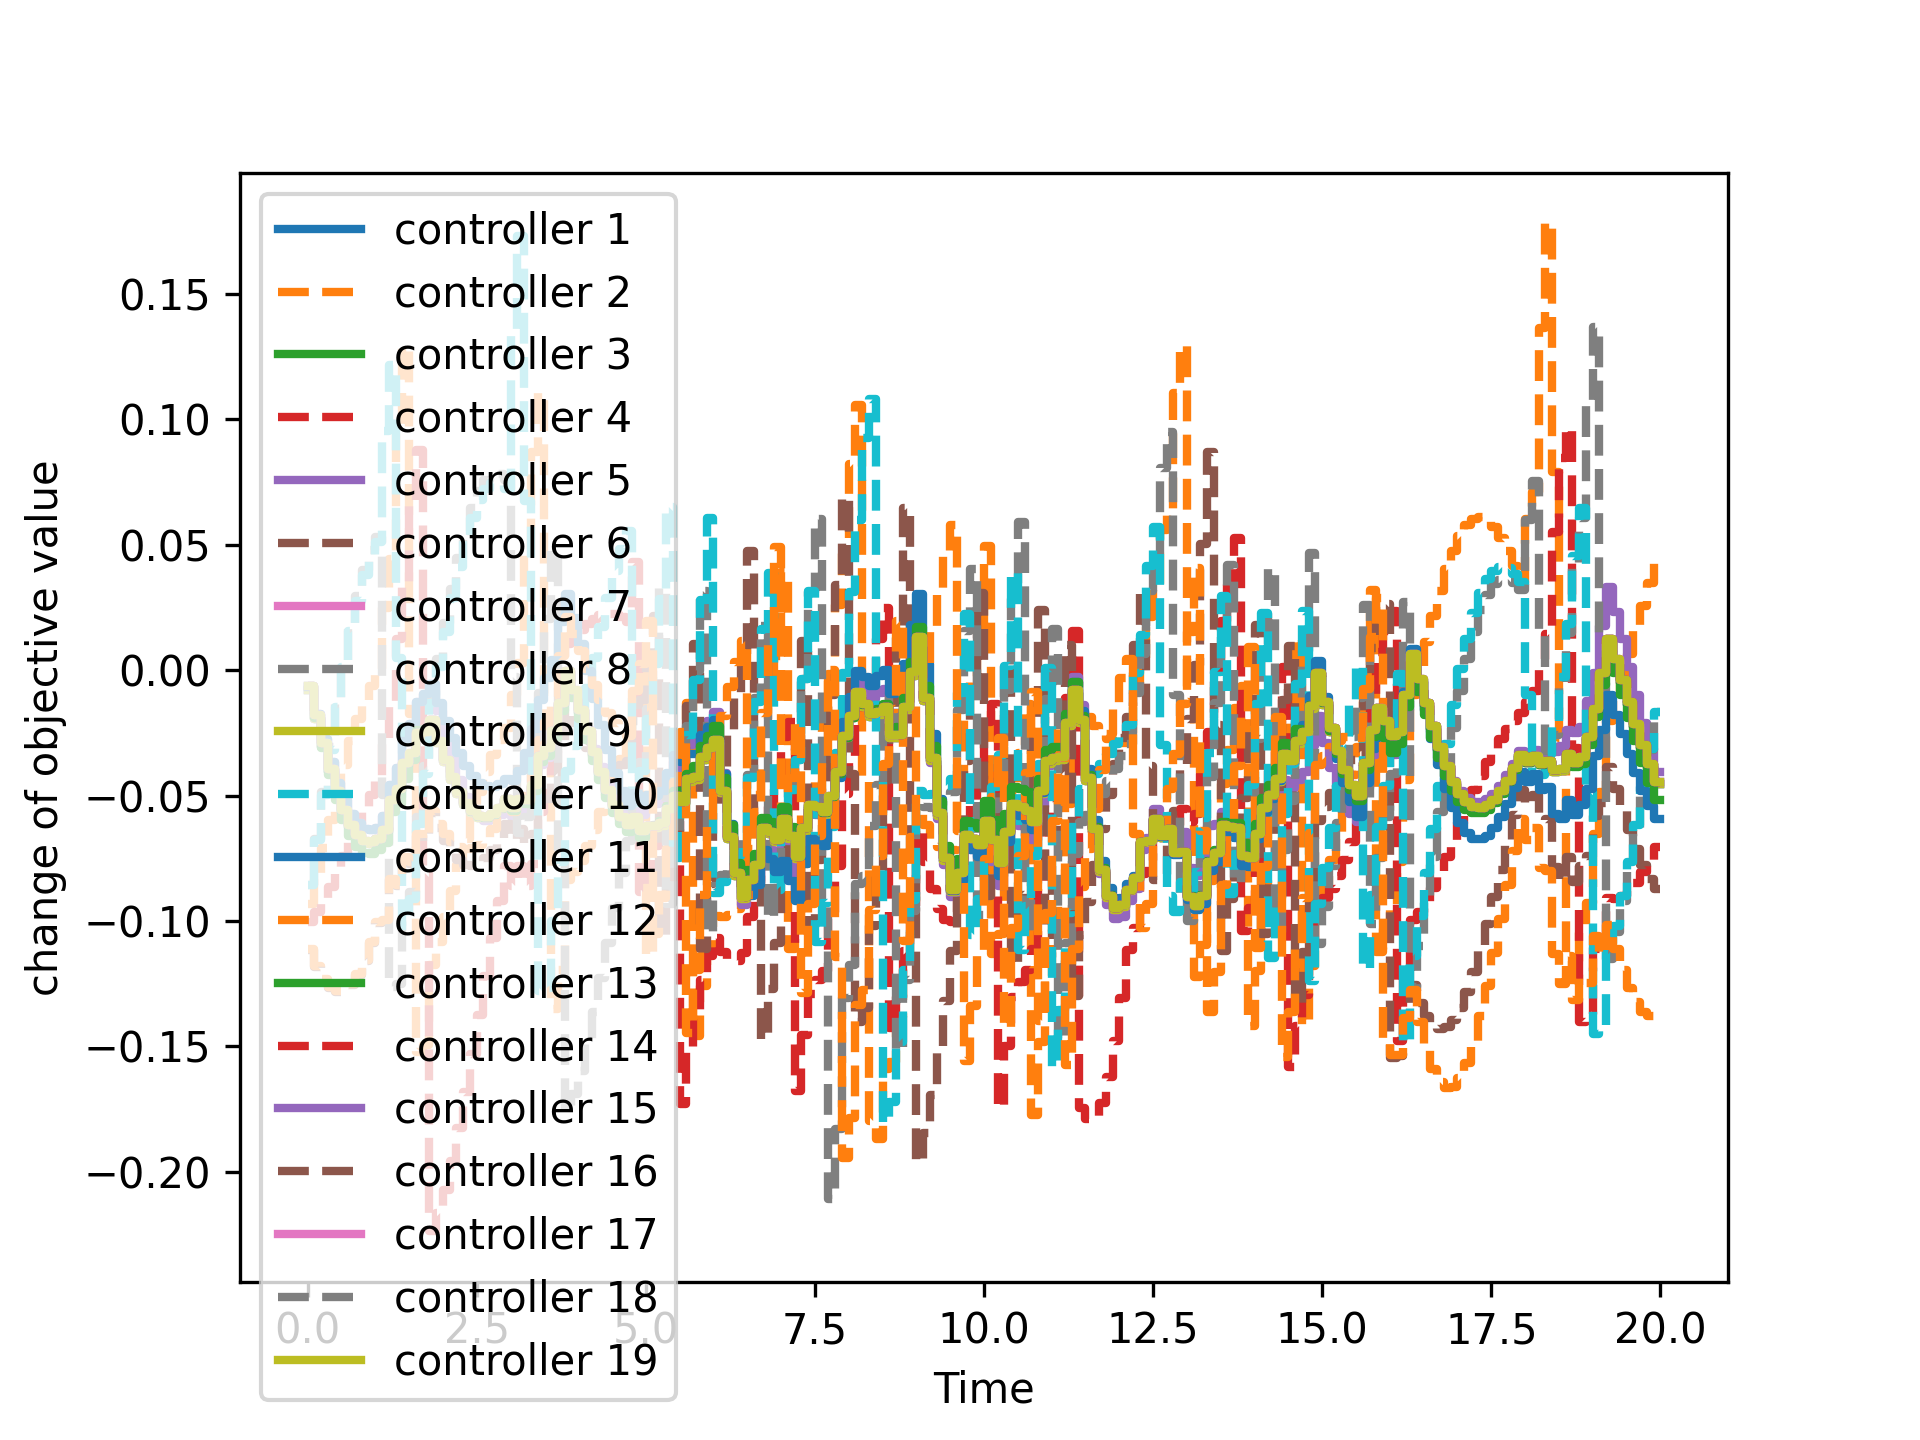 change of objective value
0.15
0.10
0.05
0.00
−0.05
−0.10
−0.15
−0.20
controller 1
controller 2
controller 3
controller 4
controller 5
controller 6
controller 7
controller 8
controller 9
controller 10
controller 11
controller 12
controller 13
controller 14
controller 15
controller 16
controller 17
controller 18
controller 19
0.0 2.5 5.0 7.5 10.0 12.5 15.0 17.5 20.0
Time